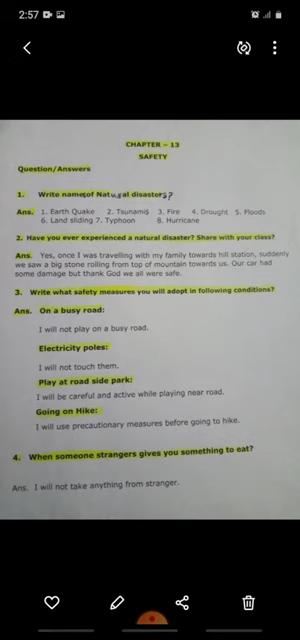 2:57
CHAPTER – 13
SAFETY
Question/Answers
1. Write names of Natural disasters?
Ans. 1. Earth Quake 2. Tsunamis 3. Fire 4. Drought 5. Floods
6. Land sliding 7. Typhoon 8. Hurricane
2. Have you ever experienced a natural disaster? Share with your class?
Ans. Yes, once I was travelling with my family towards hill station, suddenly
we saw a big stone rolling from top of mountain towards us. Our car had
some damage but thank God we all were safe.
3. Write what safety measures you will adopt in following conditions?
Ans. On a busy road:
I will not play on a busy road.
Electricity poles:
I will not touch them.
Play at road side park:
I will be careful and active while playing near road.
Going on Hike:
I will use precautionary measures before going to hike.
4. When someone strangers gives you something to eat?
Ans. I will not take anything from stranger.